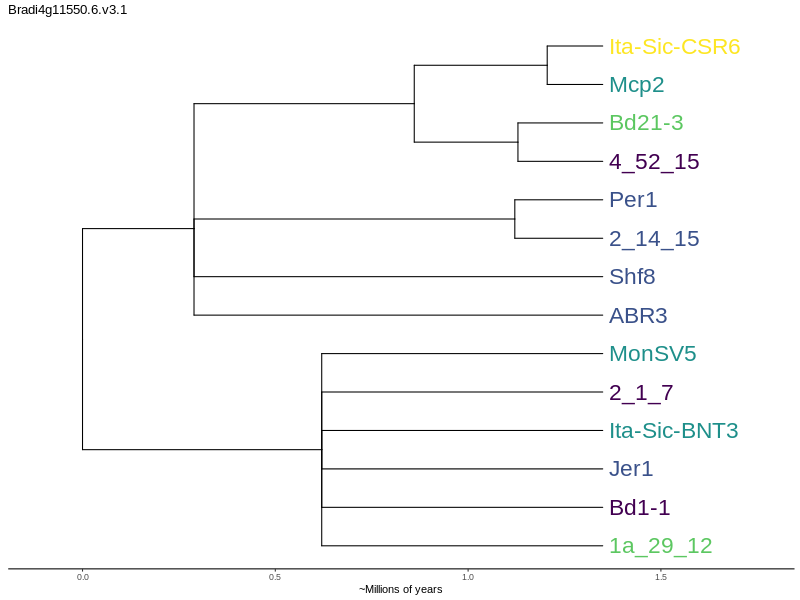 Bradi4g11550.6.v3.1
Ita-Sic-CSR6
Mcp2
Bd21-3
4_52_15
Per1
2_14_15
Shf8
ABR3
MonSV5
2_1_7
Ita-Sic-BNT3
Jer1
Bd1-1
1a_29_12
0.0 0.5 1.0 1.5
~Millions of years